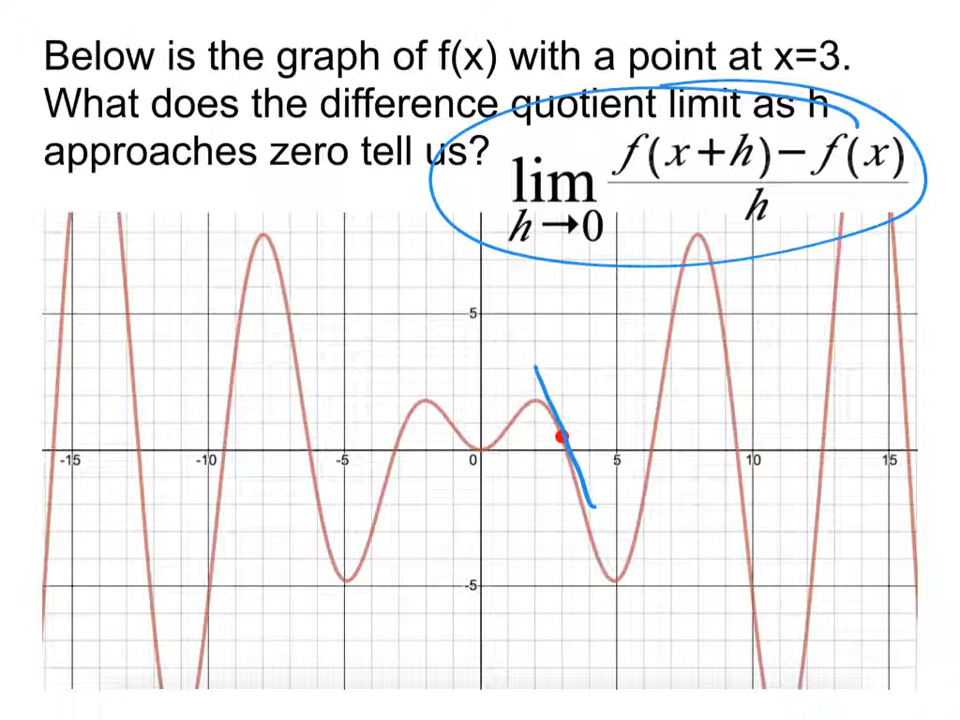 Below is the graph of f(x) with a point at x=3.
What does the difference quotient limit as h
approaches zero tell us?
lim h→0 f(x+h)−f(x) / h
5
-15 -10 -5 0 5 10 15
-5